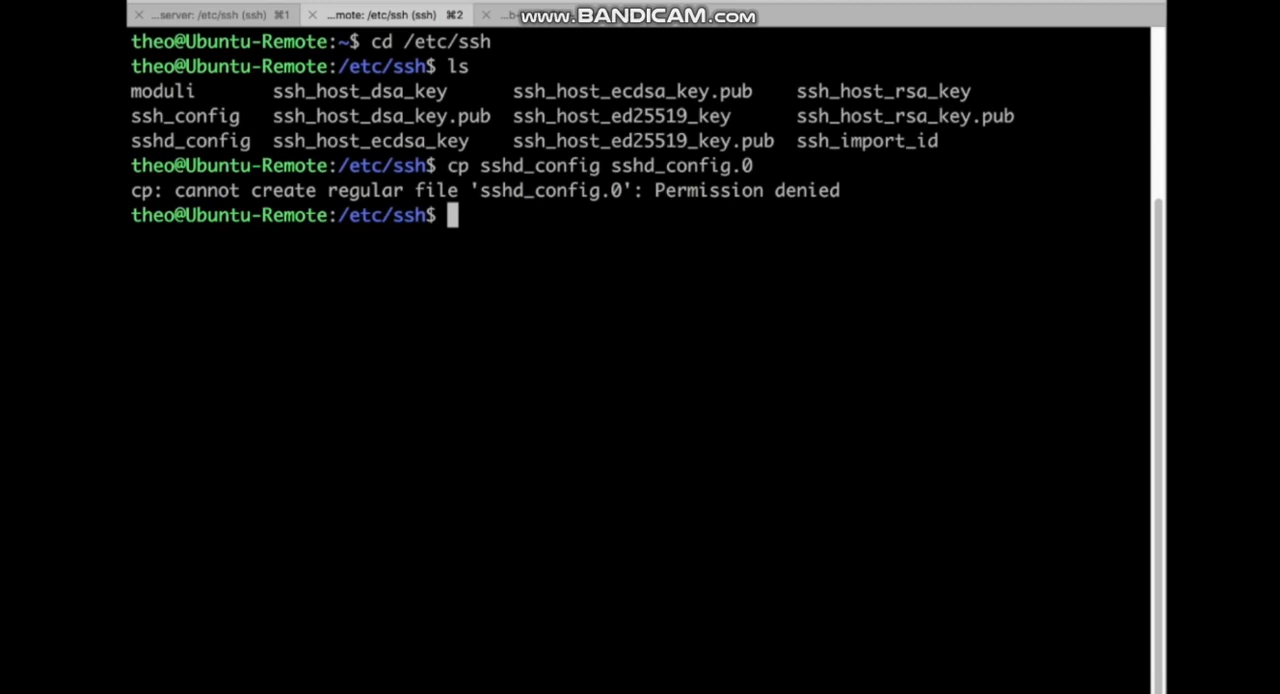 ...server: /etc/ssh (ssh) ⌘1 ...mote: /etc/ssh (ssh) ⌘2 www.BANDICAM.com
theo@Ubuntu-Remote:~$ cd /etc/ssh
theo@Ubuntu-Remote:/etc/ssh$ ls
moduli ssh_host_dsa_key ssh_host_ecdsa_key.pub ssh_host_rsa_key
ssh_config ssh_host_dsa_key.pub ssh_host_ed25519_key ssh_host_rsa_key.pub
sshd_config ssh_host_ecdsa_key ssh_host_ed25519_key.pub ssh_import_id
theo@Ubuntu-Remote:/etc/ssh$ cp sshd_config sshd_config.0
cp: cannot create regular file 'sshd_config.0': Permission denied
theo@Ubuntu-Remote:/etc/ssh$